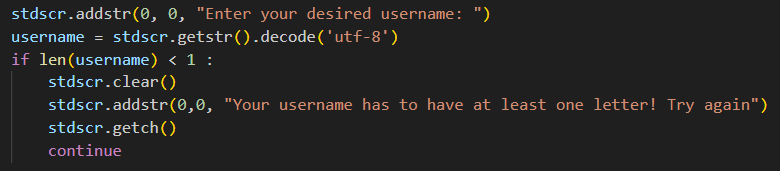 stdscr.addstr(0, 0, "Enter your desired username: ")
username = stdscr.getstr().decode('utf-8')
if len(username) < 1 :
    stdscr.clear()
    stdscr.addstr(0,0, "Your username has to have at least one letter! Try again")
    stdscr.getch()
    continue